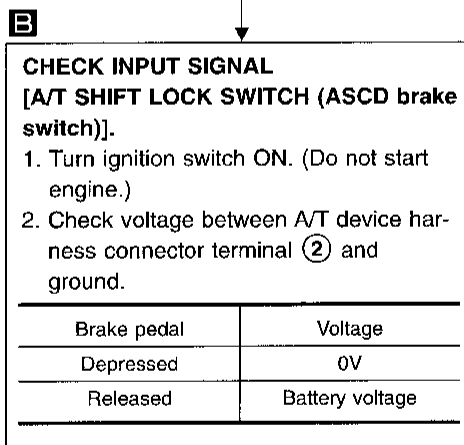 B
CHECK INPUT SIGNAL
[A/T SHIFT LOCK SWITCH (ASCD brake
switch)].
1. Turn ignition switch ON. (Do not start
engine.)
2. Check voltage between A/T device har-
ness connector terminal ② and
ground.
Brake pedal Voltage
Depressed 0V
Released Battery voltage